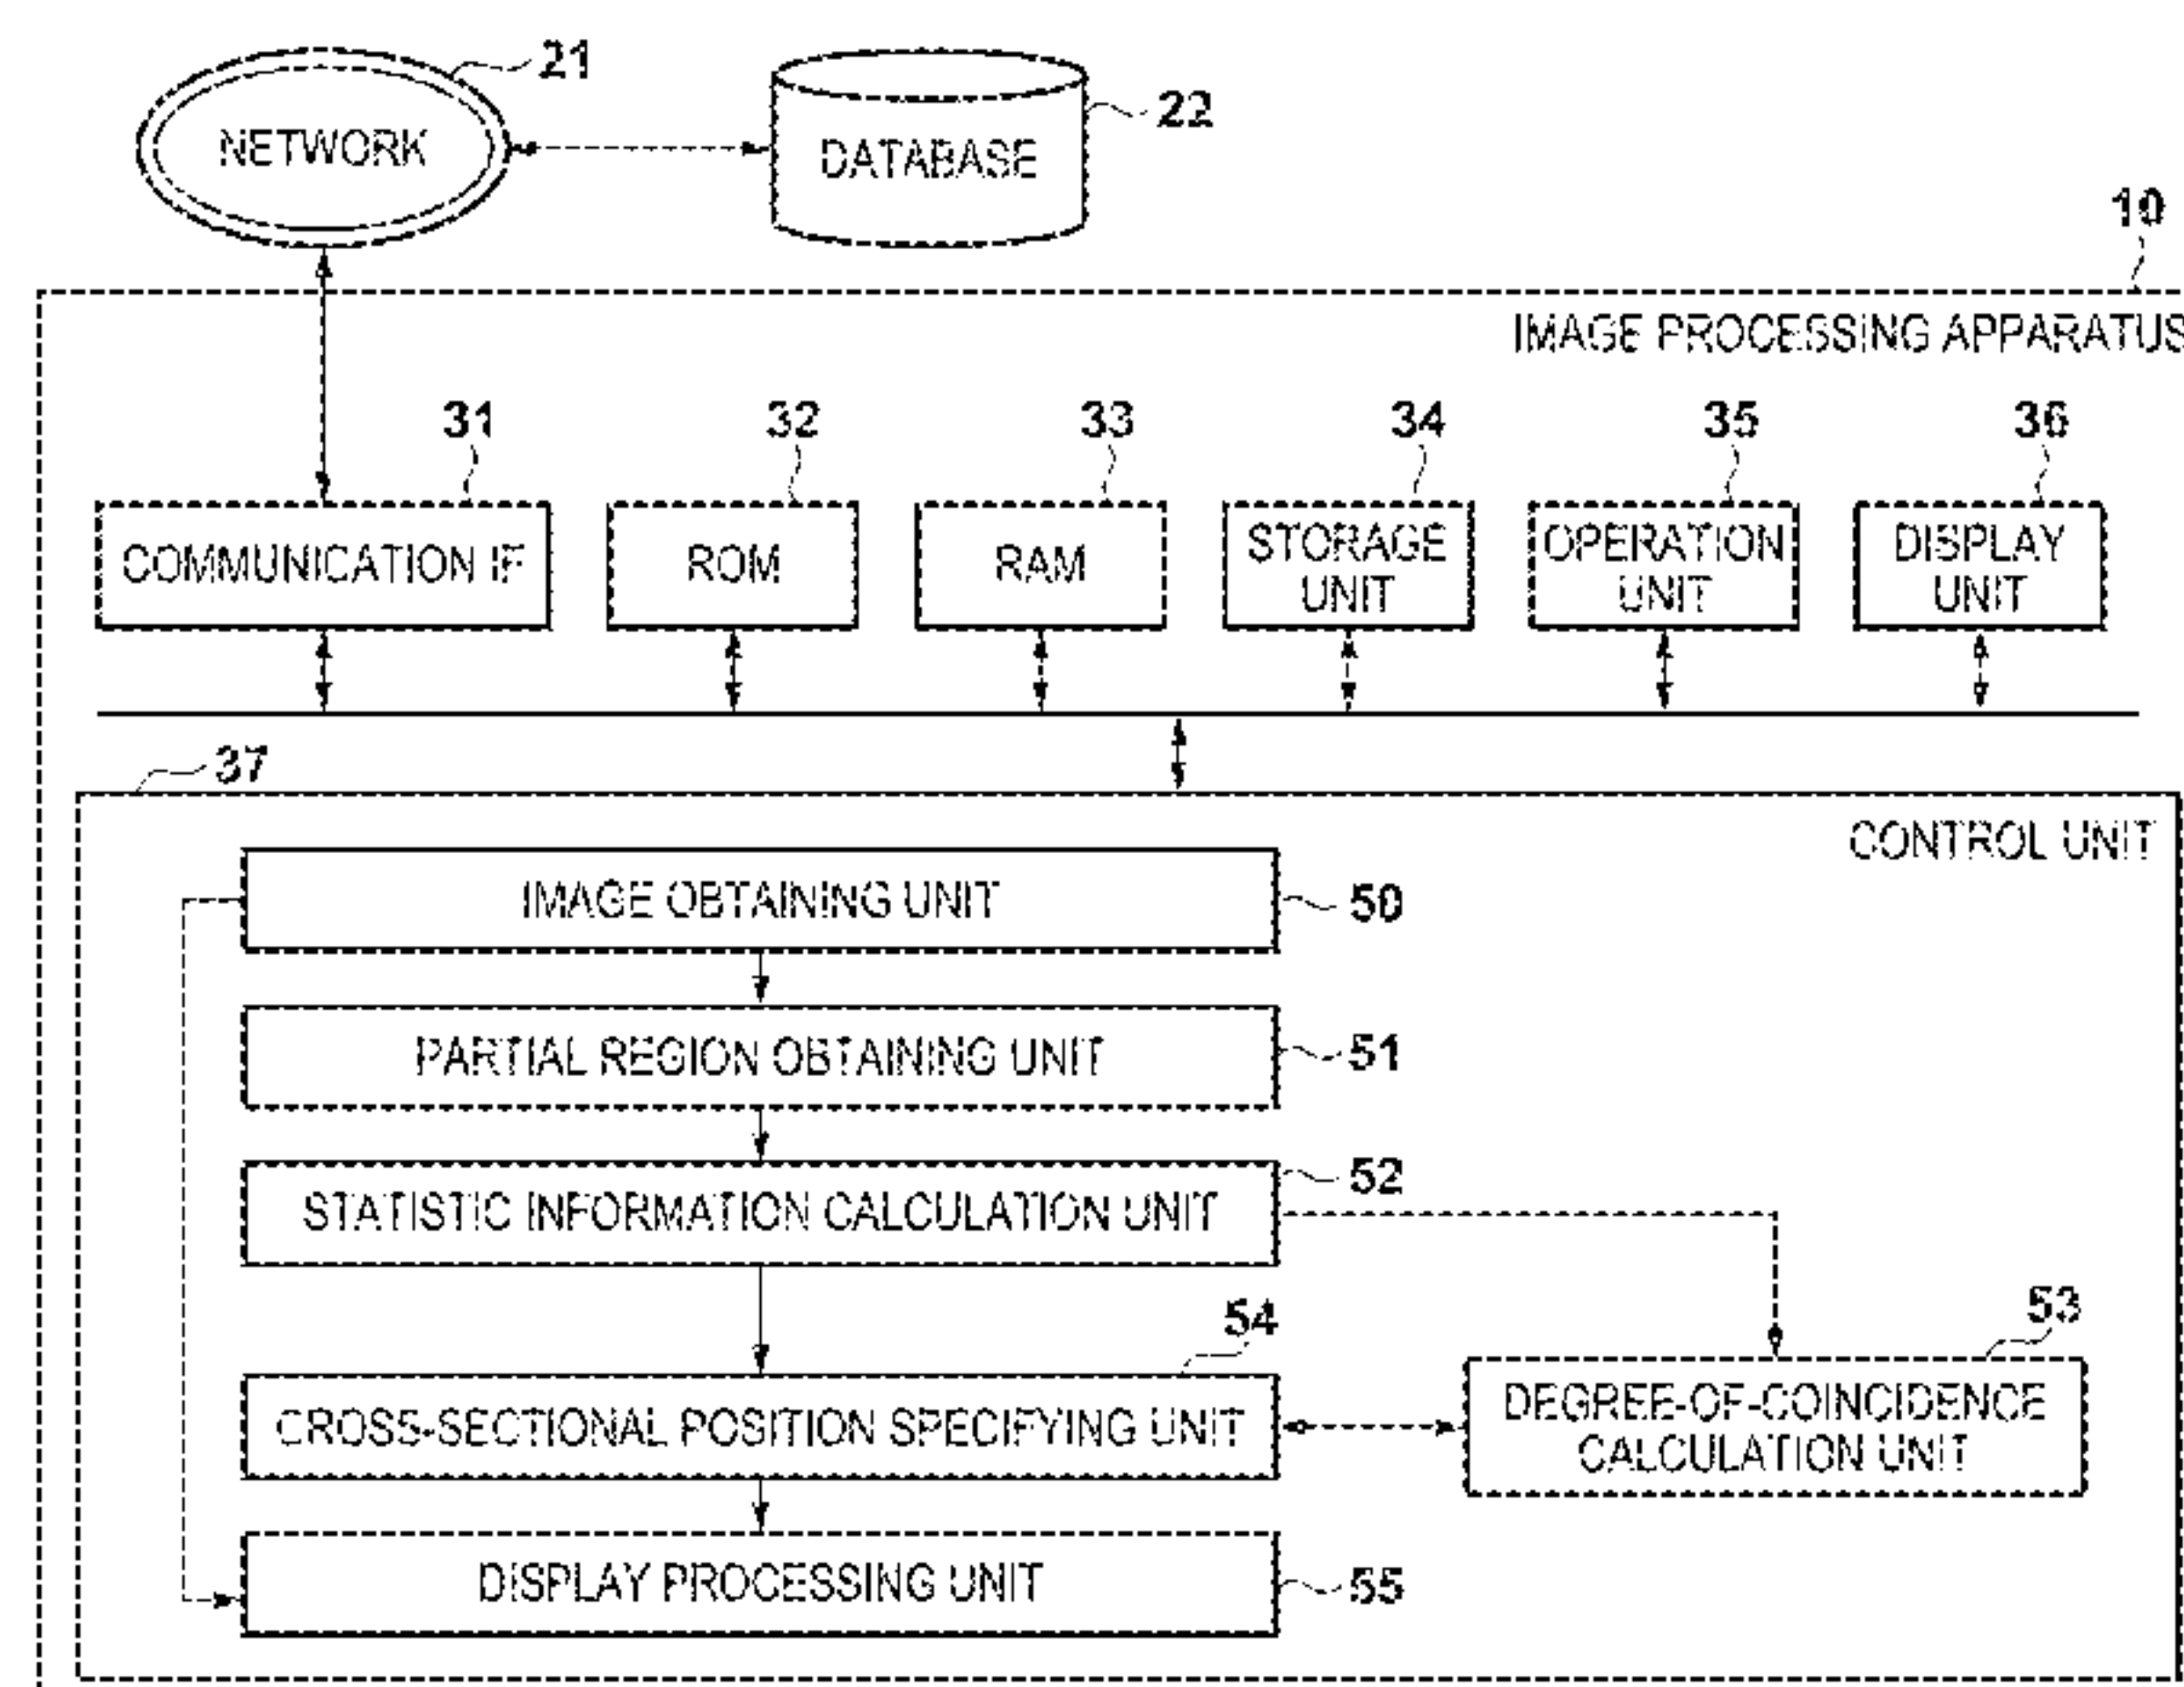 21
22
NETWORK
DATABASE
10
IMAGE PROCESSING APPARATUS
31
32
33
34
35
36
COMMUNICATION IF
ROM
RAM
STORAGE
UNIT
OPERATION
UNIT
DISPLAY
UNIT
37
CONTROL UNIT
IMAGE OBTAINING UNIT
50
PARTIAL REGION OBTAINING UNIT
51
STATISTIC INFORMATION CALCULATION UNIT
52
54
53
CROSS-SECTIONAL POSITION SPECIFYING UNIT
DEGREE-OF-COINCIDENCE
CALCULATION UNIT
DISPLAY PROCESSING UNIT
55